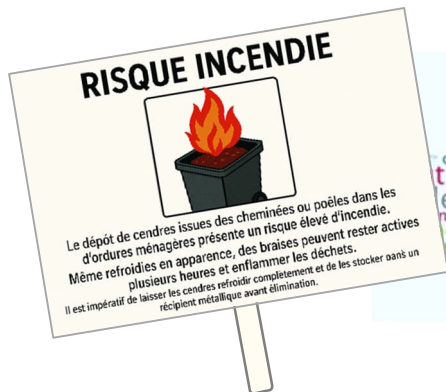 RISQUE INCENDIE
Le dépôt de cendres issues des cheminées ou poêles dans les
d'ordures ménagères présente un risque élevé d'incendie.
Même refroidies en apparence, des braises peuvent rester actives
plusieurs heures et enflammer les déchets.
Il est impératif de laisser les cendres refroidir complètement et de les stocker dans un
récipient métallique avant élimination.